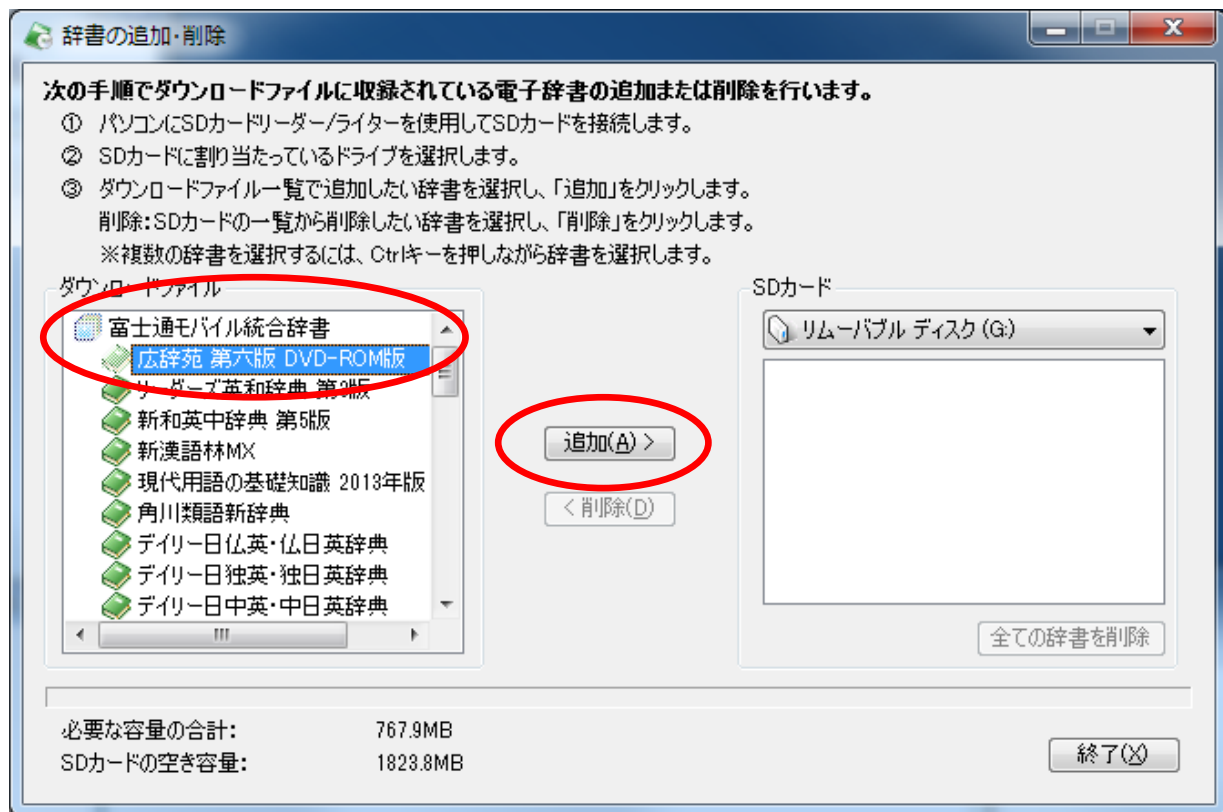 辞書の追加・削除
次の手順でダウンロードファイルに収録されている電子辞書の追加または削除を行います。
① パソコンにSDカードリーダー/ライターを使用してSDカードを接続します。
② SDカードに割り当たっているドライブを選択します。
③ ダウンロードファイル一覧で追加したい辞書を選択し、「追加」をクリックします。
削除:SDカードの一覧から削除したい辞書を選択し、「削除」をクリックします。
※複数の辞書を選択するには、Ctrlキーを押しながら辞書を選択します。
ダウンロードファイル
富士通モバイル統合辞書
広辞苑 第六版 DVD-ROM版
リーダーズ英和辞典 第2版
新和英中辞典 第5版
新漢語林MX
現代用語の基礎知識 2013年版
角川類語新辞典
デイリー日仏英・仏日英辞典
デイリー日独英・独日英辞典
デイリー日中英・中日英辞典
追加(A) >
< 削除(D)
SDカード
リムーバブル ディスク (G:)
全ての辞書を削除
必要な容量の合計: 767.9MB
SDカードの空き容量: 1823.8MB
終了(X)